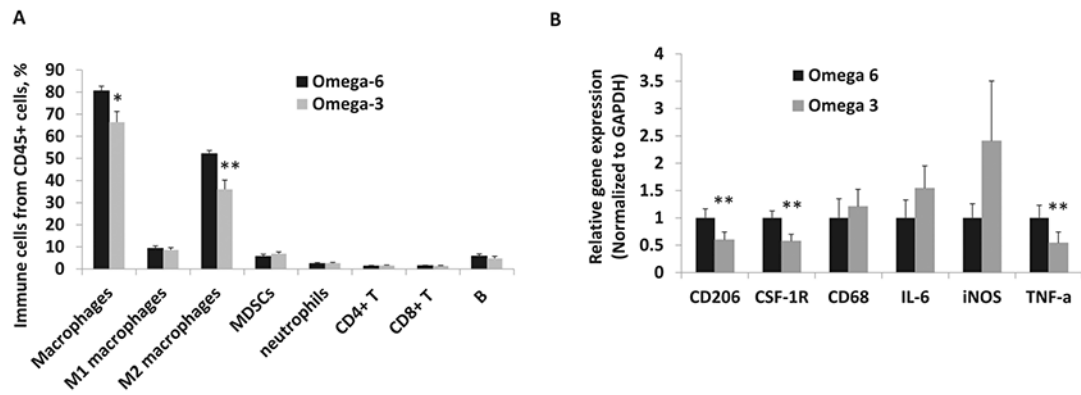 A
Immune cells from CD45+ cells, %
90
80
70
60
50
40
30
20
10
0
Omega-6
Omega-3
*
**
Macrophages
M1 macrophages
M2 macrophages
MDSCs
neutrophils
CD4+ T
CD8+ T
B
B
Relative gene expression
(Normalized to GAPDH)
4
3.5
3
2.5
2
1.5
1
0.5
0
Omega 6
Omega 3
**
**
**
CD206
CSF-1R
CD68
IL-6
iNOS
TNF-a